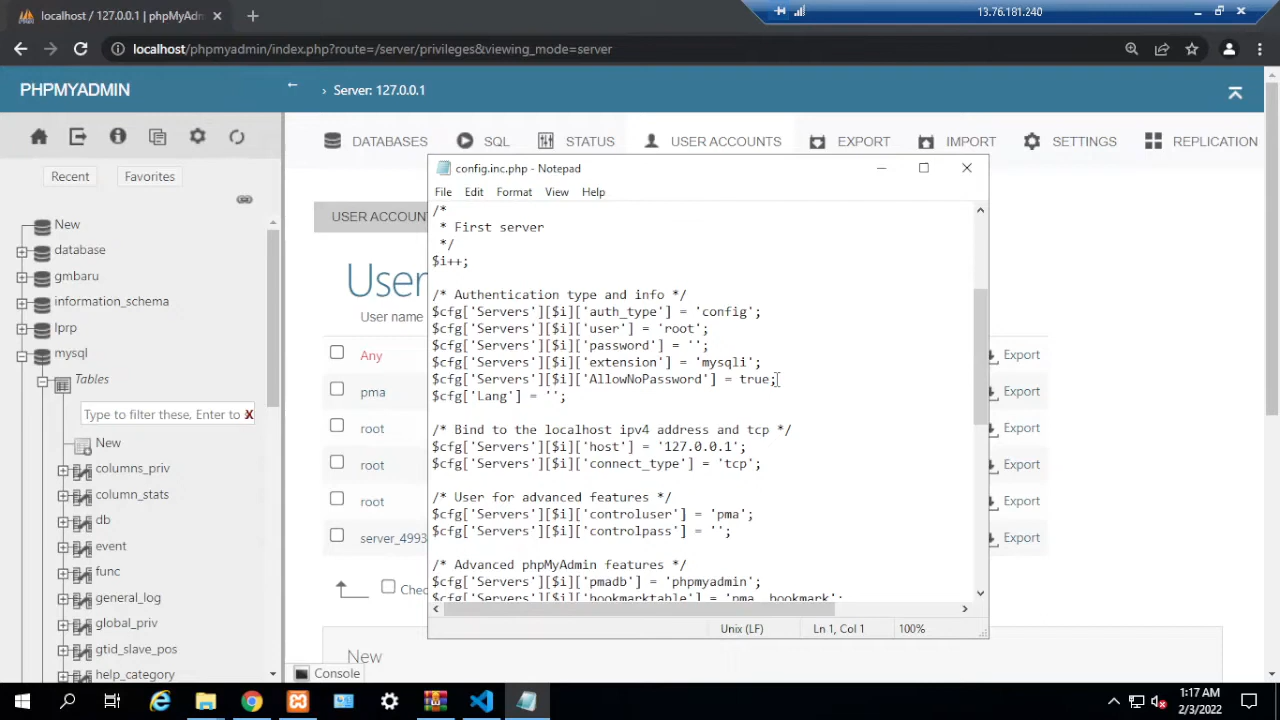 localhost / 127.0.0.1 | phpMyAdm
13.76.181.240
localhost/phpmyadmin/index.php?route=/server/privileges&viewing_mode=server
PHPMYADMIN
Server: 127.0.0.1
DATABASES
SQL
STATUS
USER ACCOUNTS
EXPORT
IMPORT
SETTINGS
REPLICATION
Recent
Favorites
New
database
gmbaru
information_schema
lprp
mysql
Tables
Type to filter these, Enter to s
X
New
columns_priv
column_stats
db
event
func
general_log
global_priv
gtid_slave_pos
help_category
USER ACCOUN
User
User name
Any
pma
root
root
root
server_4993
Chec
New
Console
Export
Export
Export
Export
Export
Export
config.inc.php - Notepad
File Edit Format View Help
/*
* First server
*/
$i++;
/* Authentication type and info */
$cfg['Servers'][$i]['auth_type'] = 'config';
$cfg['Servers'][$i]['user'] = 'root';
$cfg['Servers'][$i]['password'] = '';
$cfg['Servers'][$i]['extension'] = 'mysqli';
$cfg['Servers'][$i]['AllowNoPassword'] = true;
$cfg['Lang'] = '';
/* Bind to the localhost ipv4 address and tcp */
$cfg['Servers'][$i]['host'] = '127.0.0.1';
$cfg['Servers'][$i]['connect_type'] = 'tcp';
/* User for advanced features */
$cfg['Servers'][$i]['controluser'] = 'pma';
$cfg['Servers'][$i]['controlpass'] = '';
/* Advanced phpMyAdmin features */
$cfg['Servers'][$i]['pmadb'] = 'phpmyadmin';
$cfg['Servers'][$i]['bookmarktable'] = 'pma__bookmark';
Unix (LF)
Ln 1, Col 1
100%
1:17 AM
2/3/2022